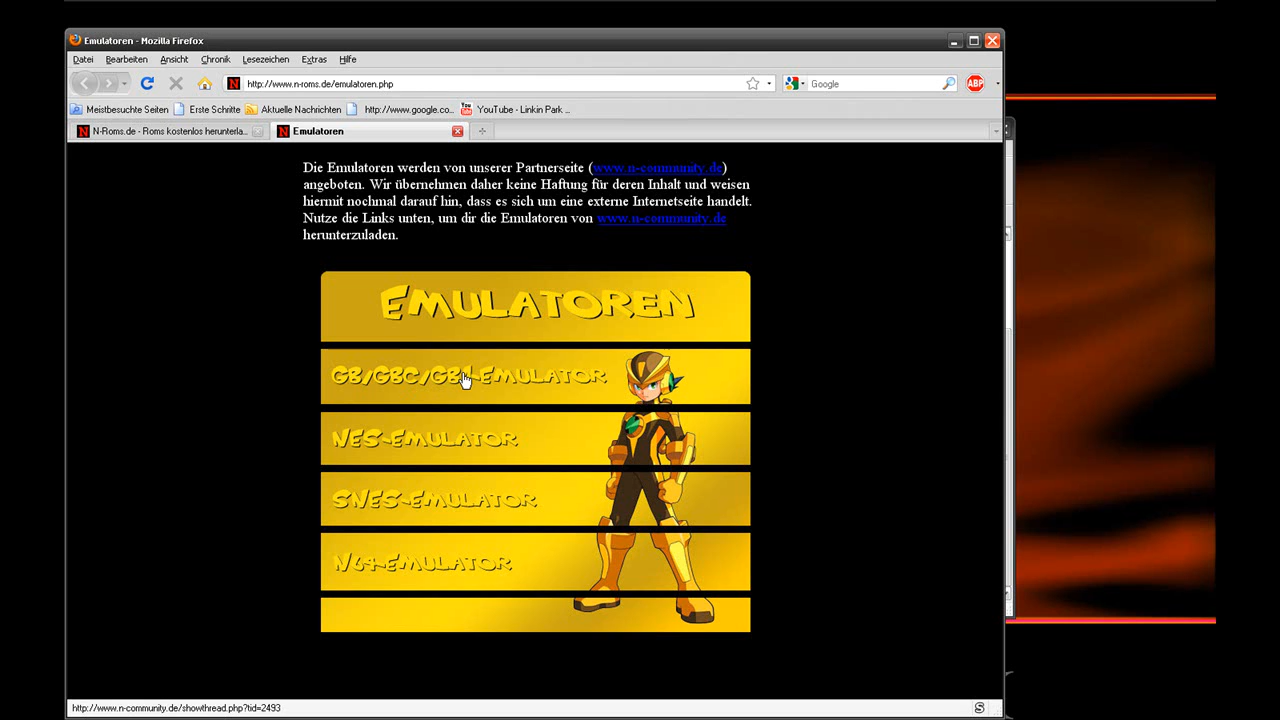 Emulatoren - Mozilla Firefox
Datei Bearbeiten Ansicht Chronik Lesezeichen Extras Hilfe
http://www.n-roms.de/emulatoren.php
Google
ABP
Meistbesuchte Seiten Erste Schritte Aktuelle Nachrichten http://www.google.co... YouTube - Linkin Park ...
N-Roms.de - Roms kostenlos herunterla... Emulatoren
Die Emulatoren werden von unserer Partnerseite (www.n-community.de)
angeboten. Wir übernehmen daher keine Haftung für deren Inhalt und weisen
hiermit nochmal darauf hin, dass es sich um eine externe Internetseite handelt.
Nutze die Links unten, um dir die Emulatoren von www.n-community.de
herunterzuladen.
EMULATOREN
GB/GBC/GBA-EMULATOR
NES-EMULATOR
SNES-EMULATOR
N64-EMULATOR
http://www.n-community.de/showthread.php?tid=2493